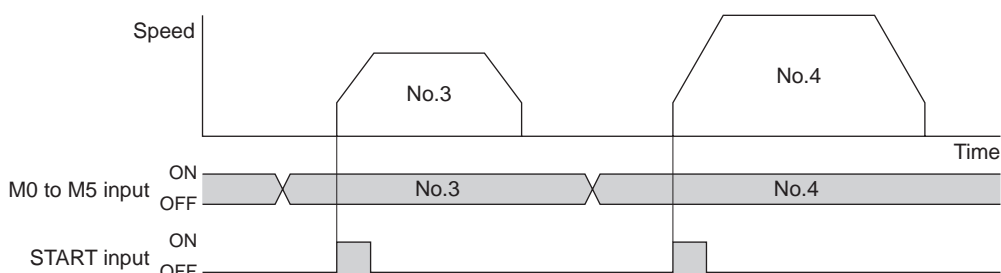 Speed
No.3
No.4
Time
M0 to M5 input
ON
OFF
No.3
No.4
START input
ON
OFF